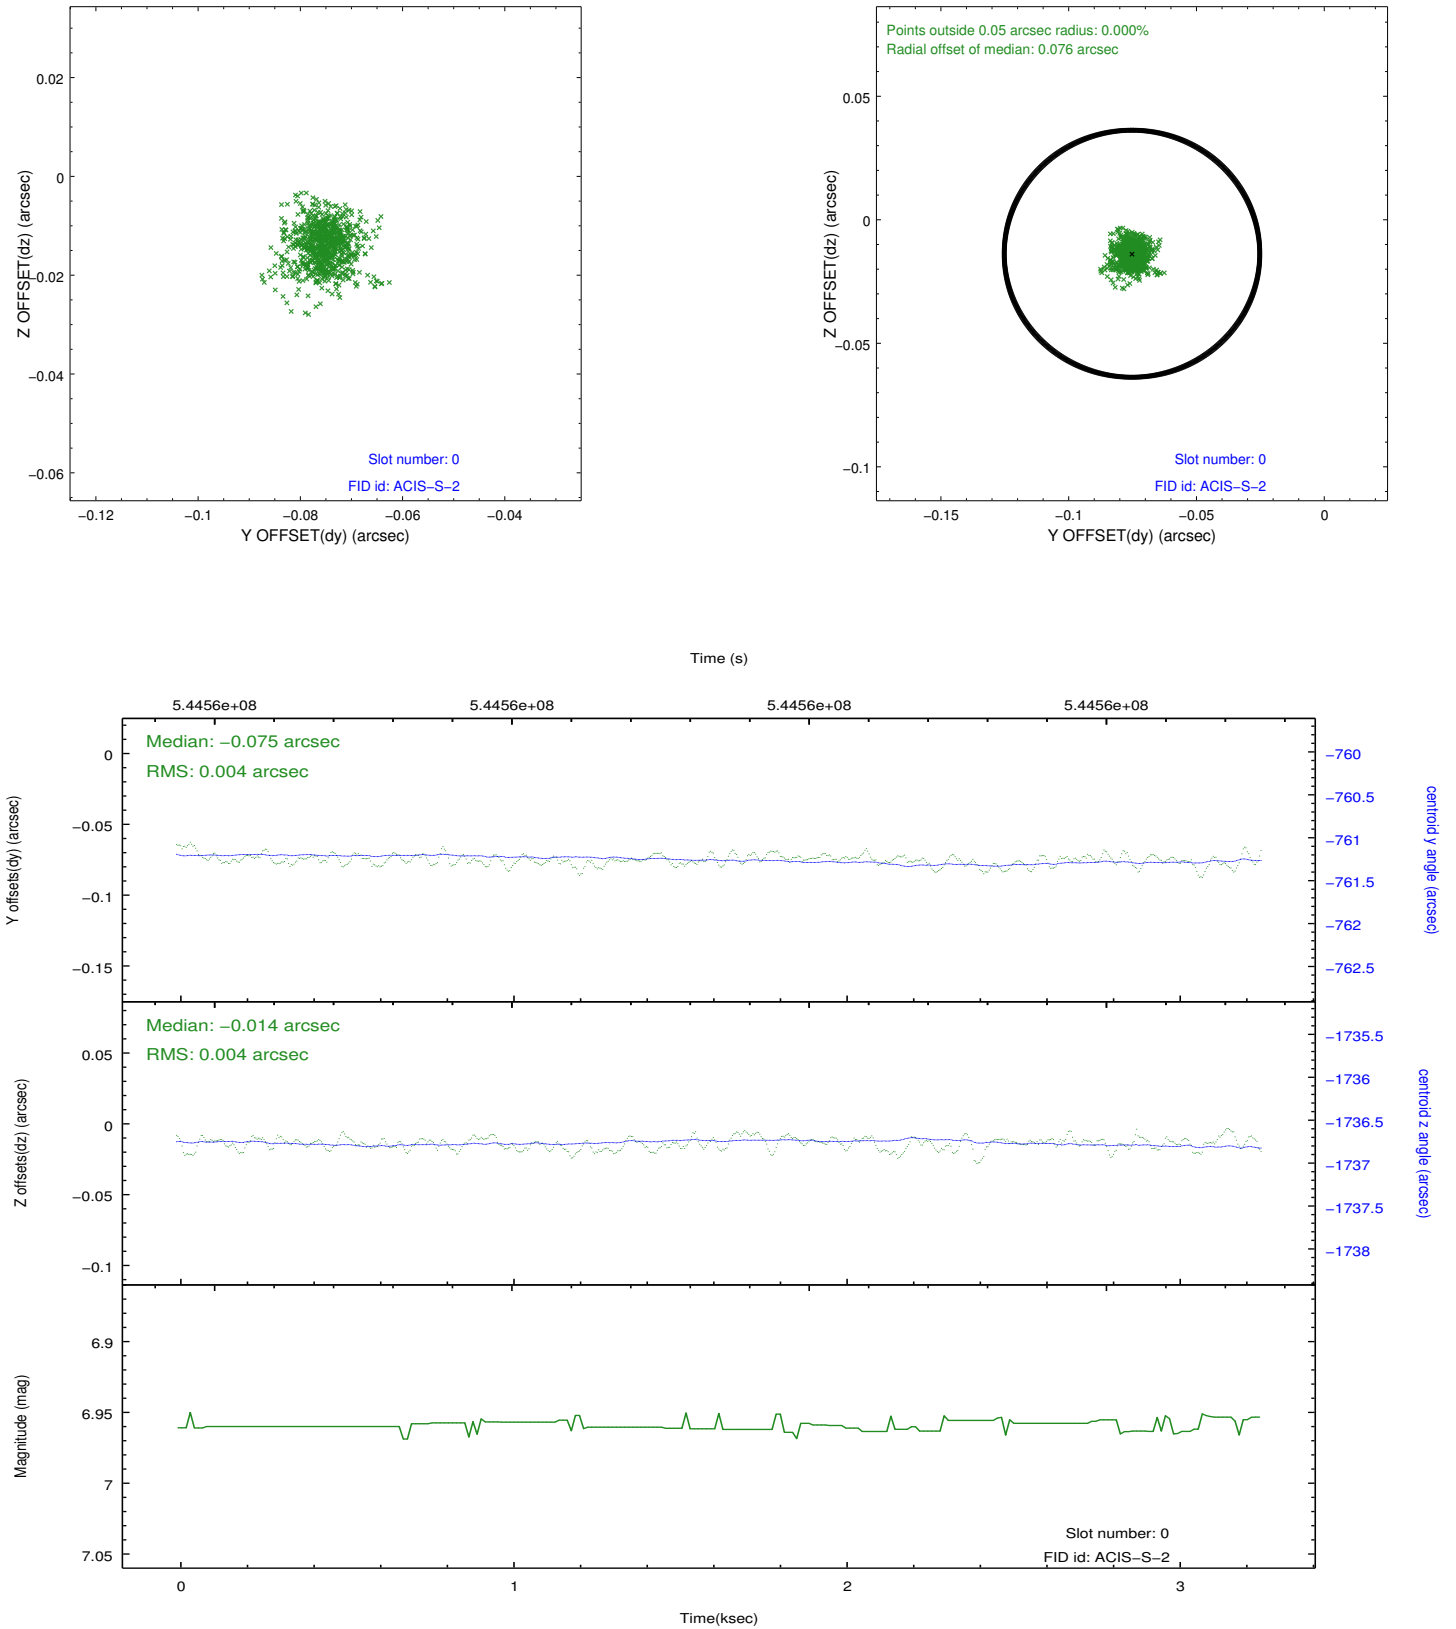 0.02
0
−0.02
−0.04
−0.06
Z OFFSET(dz) (arcsec)
Slot number: 0
FID id: ACIS−S−2
−0.12
−0.1
−0.08
−0.06
−0.04
Y OFFSET(dy) (arcsec)
Points outside 0.05 arcsec radius: 0.000%
Radial offset of median: 0.076 arcsec
0.05
0
−0.05
−0.1
Z OFFSET(dz) (arcsec)
Slot number: 0
FID id: ACIS−S−2
−0.15
−0.1
−0.05
0
Y OFFSET(dy) (arcsec)
Time (s)
5.4456e+08
5.4456e+08
5.4456e+08
5.4456e+08
Median: −0.075 arcsec
RMS: 0.004 arcsec
0
−0.05
−0.1
−0.15
Y offsets(dy) (arcsec)
−760
−760.5
−761
−761.5
−762
−762.5
centroid y angle (arcsec)
Median: −0.014 arcsec
RMS: 0.004 arcsec
0.05
0
−0.05
−0.1
Z offsets(dz) (arcsec)
−1735.5
−1736
−1736.5
−1737
−1737.5
−1738
centroid z angle (arcsec)
6.9
6.95
7
7.05
Magnitude (mag)
Slot number: 0
FID id: ACIS−S−2
0
1
2
3
Time(ksec)